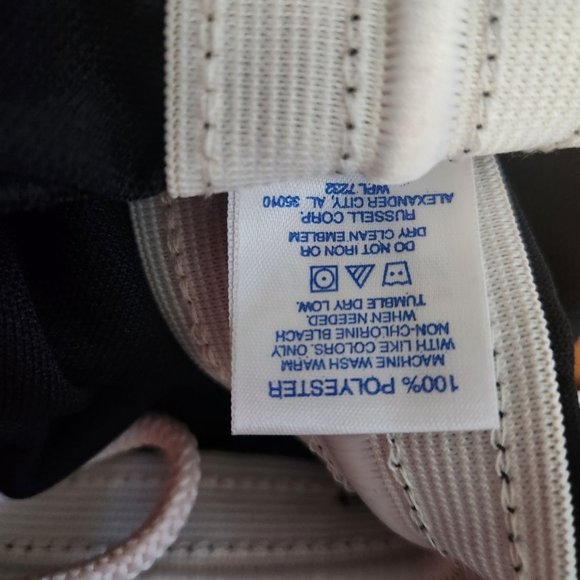 100% POLYESTER
MACHINE WASH WARM
WITH LIKE COLORS. ONLY
NON-CHLORINE BLEACH
WHEN NEEDED.
TUMBLE DRY LOW.
DO NOT IRON OR
DRY CLEAN EMBLEM
RUSSELL CORP.
ALEXANDER CITY, AL. 35010
WPL 7232